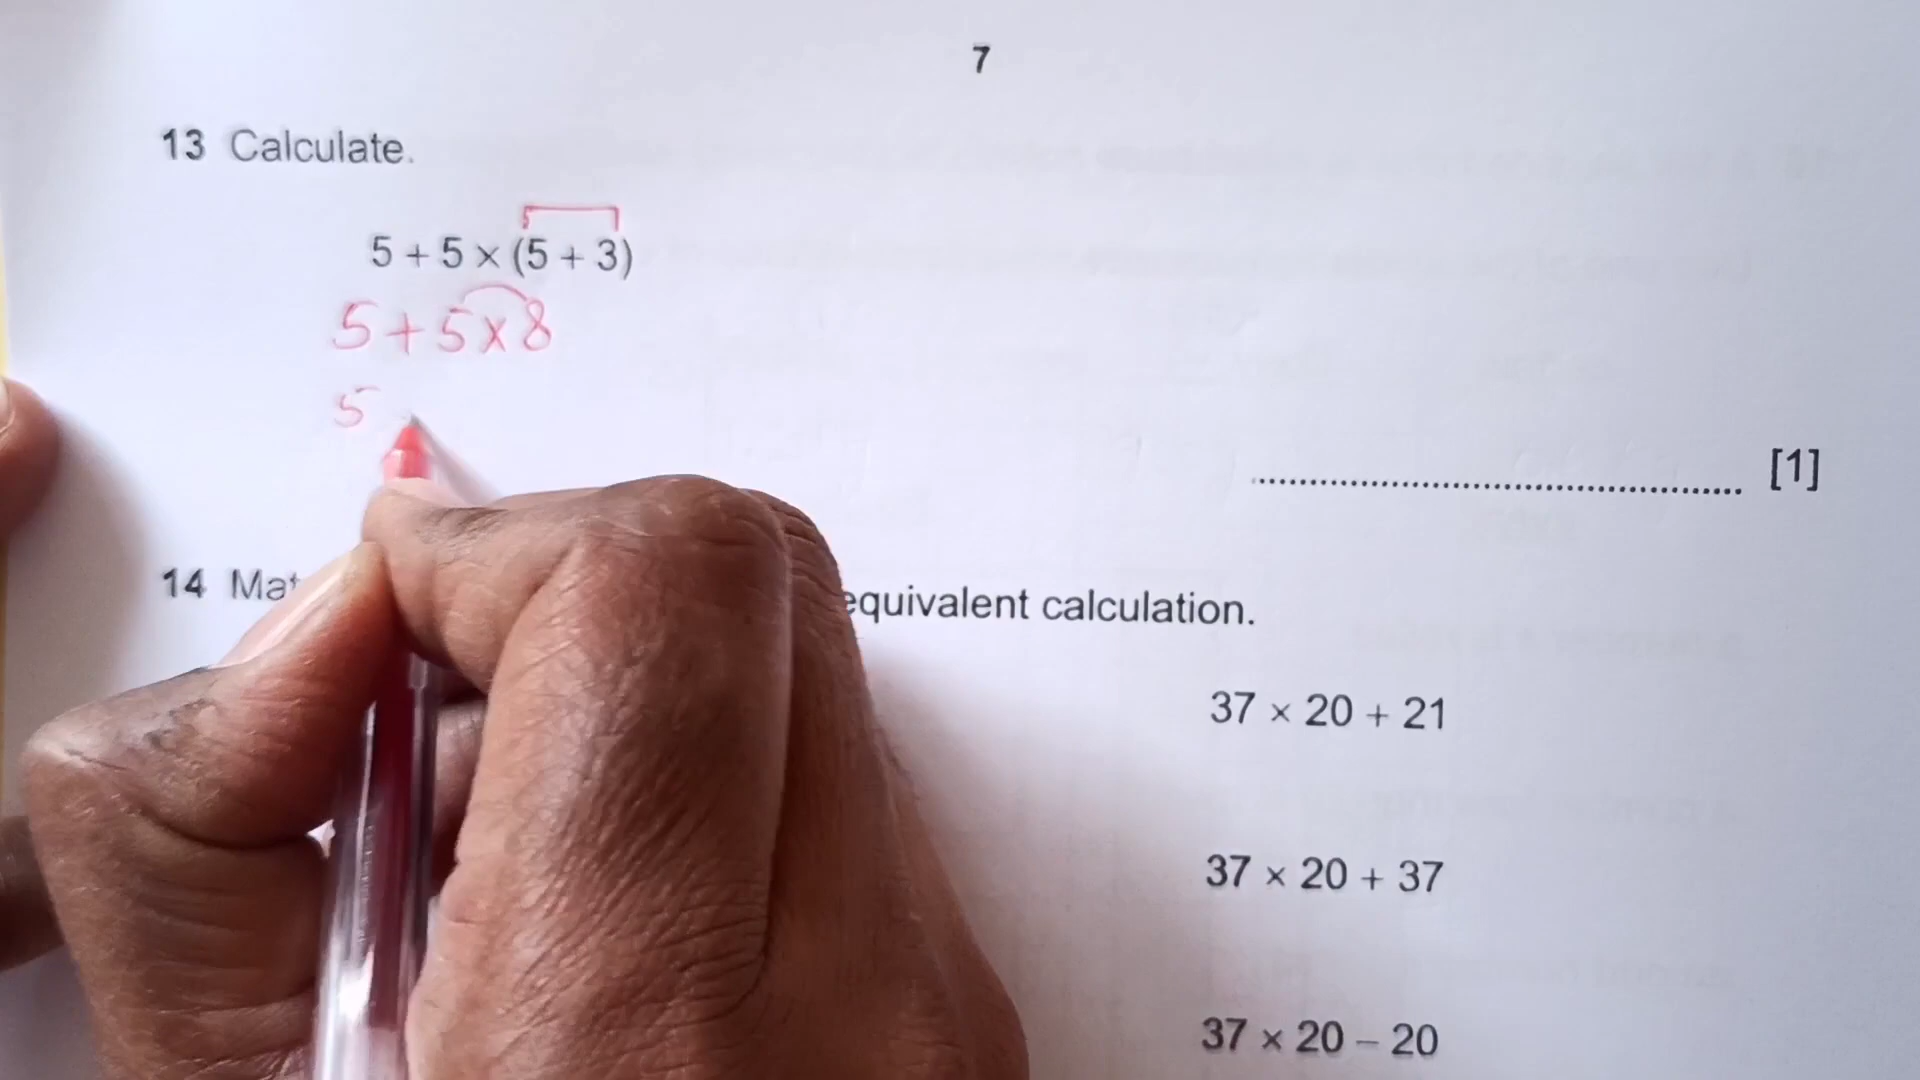 7
13 Calculate.
5 + 5 × (5 + 3)
5 + 5 x 8
5
[1]
14 equivalent calculation.
37 × 20 + 21
37 × 20 + 37
37 × 20 – 20